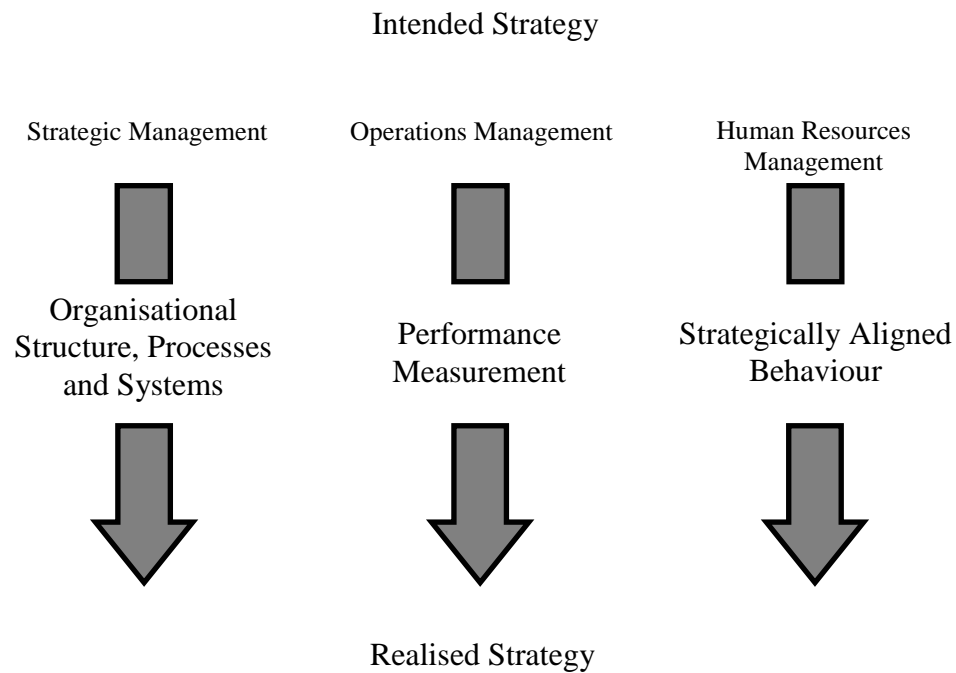 Intended Strategy
Strategic Management
Operations Management
Human Resources
Management
Organisational
Structure, Processes
and Systems
Performance
Measurement
Strategically Aligned
Behaviour
Realised Strategy